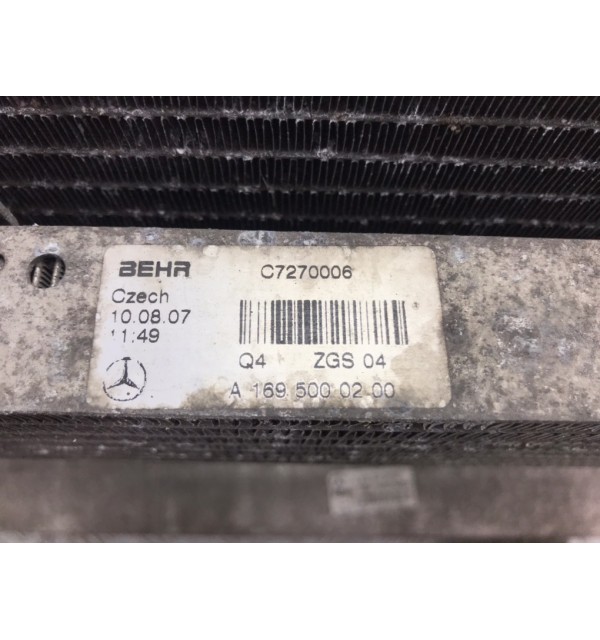 BEHR C7270006
Czech
10.08.07
11:49
Q4 ZGS 04
A 169 500 02 00